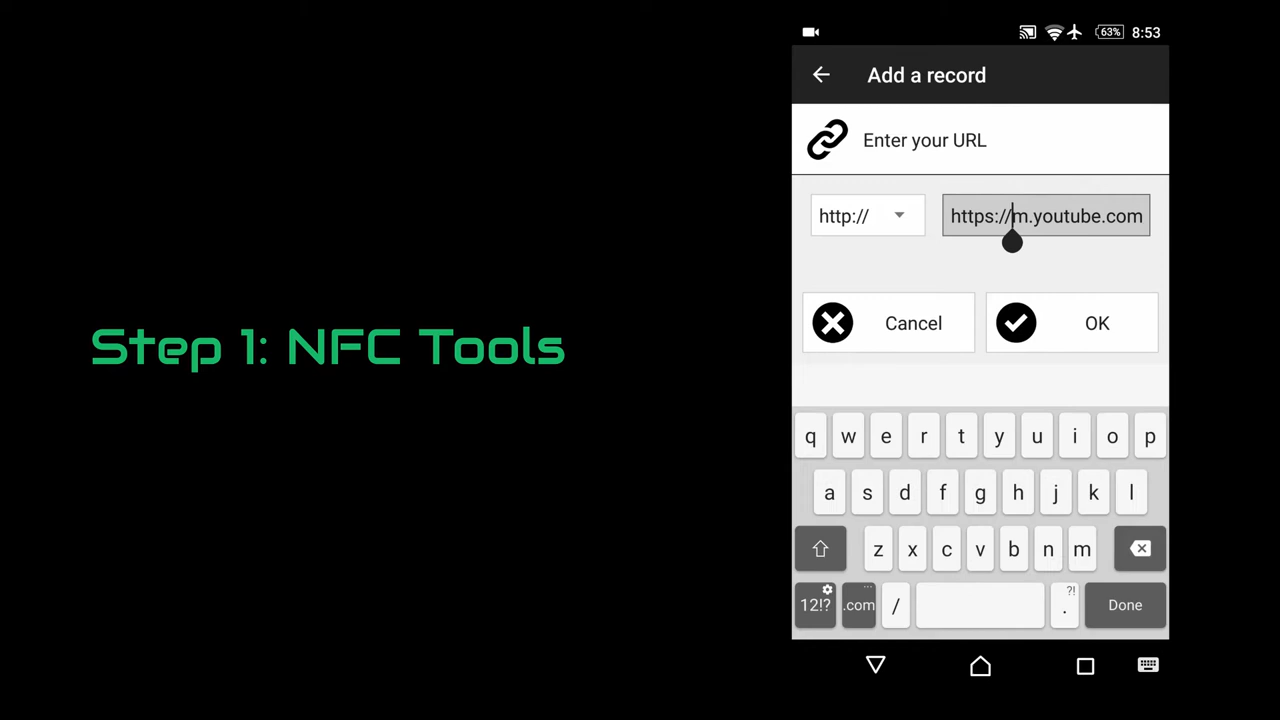 Step 1: NFC Tools
63% 8:53
Add a record
Enter your URL
http:// https://m.youtube.com
Cancel OK
q w e r t y u i o p
a s d f g h j k l
z x c v b n m
12!? .com ... / . ?! Done